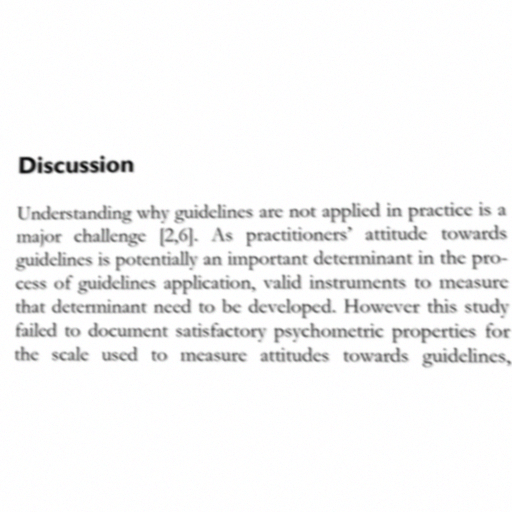 Discussion
Understanding why guidelines are not applied in practice is a
major challenge [2,6]. As practitioners' attitude towards
guidelines is potentially an important determinant in the pro-
cess of guidelines application, valid instruments to measure
that determinant need to be developed. However this study
failed to document satisfactory psychometric properties for
the scale used to measure attitudes towards guidelines,